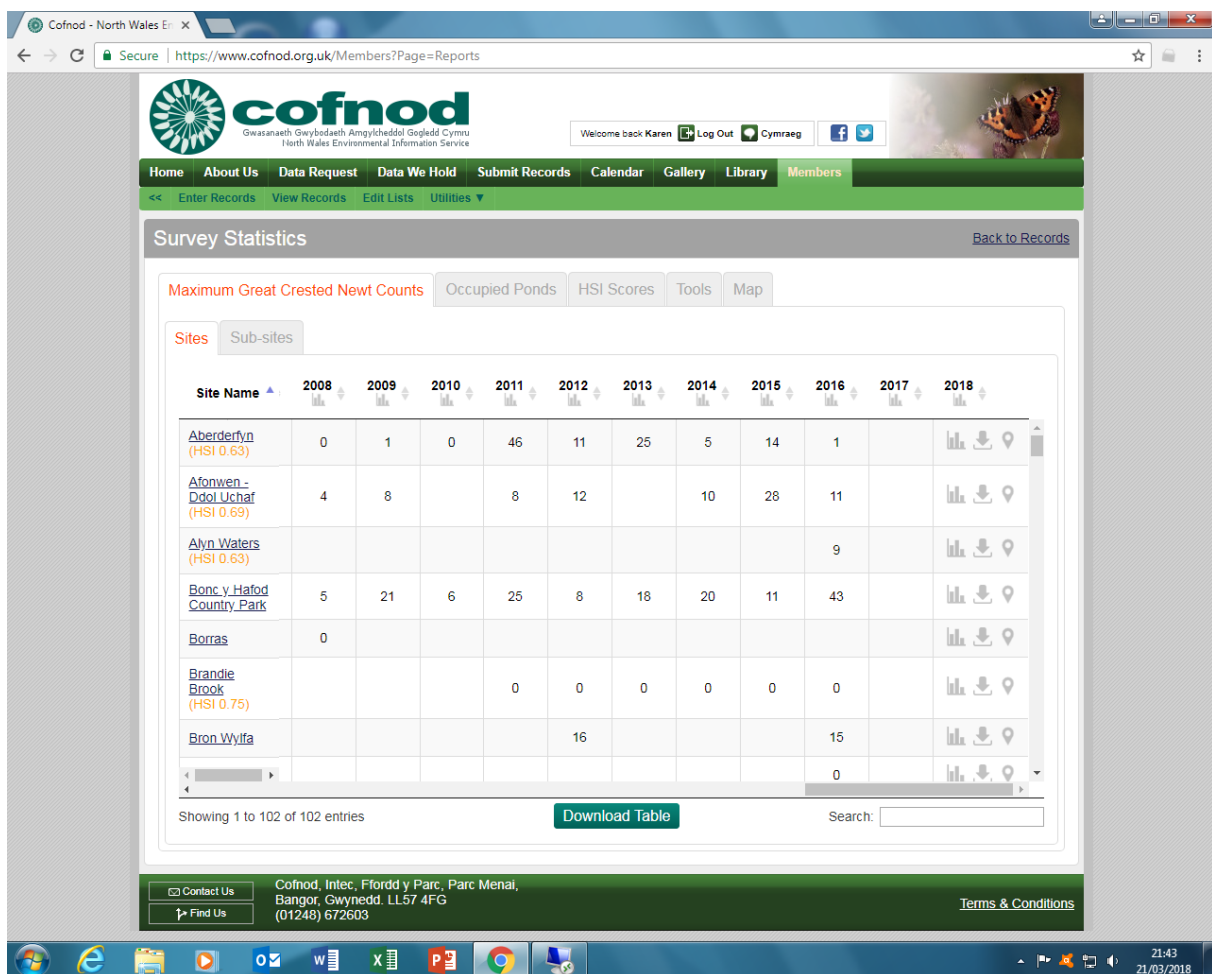 Cofnod - North Wales En
Secure | https://www.cofnod.org.uk/Members?Page=Reports
cofnod
Gwasanaeth Gwybodaeth Amgylcheddol Gogledd Cymru
North Wales Environmental Information Service
Welcome back Karen Log Out Cymraeg
Home About Us Data Request Data We Hold Submit Records Calendar Gallery Library Members
<< Enter Records View Records Edit Lists Utilities ▼
Survey Statistics Back to Records
Maximum Great Crested Newt Counts Occupied Ponds HSI Scores Tools Map
Sites Sub-sites
Site Name 2008 2009 2010 2011 2012 2013 2014 2015 2016 2017 2018
Aberderfyn
(HSI 0.63) 0 1 0 46 11 25 5 14 1
Afonwen -
Ddol Uchaf 4 8 8 12 10 28 11
(HSI 0.69)
Alyn Waters
(HSI 0.63) 9
Bonc y Hafod
Country Park 5 21 6 25 8 18 20 11 43
Borras 0
Brandie
Brook 0 0 0 0 0 0
(HSI 0.75)
Bron Wylfa 16 15
0
Showing 1 to 102 of 102 entries Download Table Search:
Contact Us
Find Us
Cofnod, Intec, Ffordd y Parc, Parc Menai,
Bangor, Gwynedd. LL57 4FG
(01248) 672603
Terms & Conditions
21:43
21/03/2018